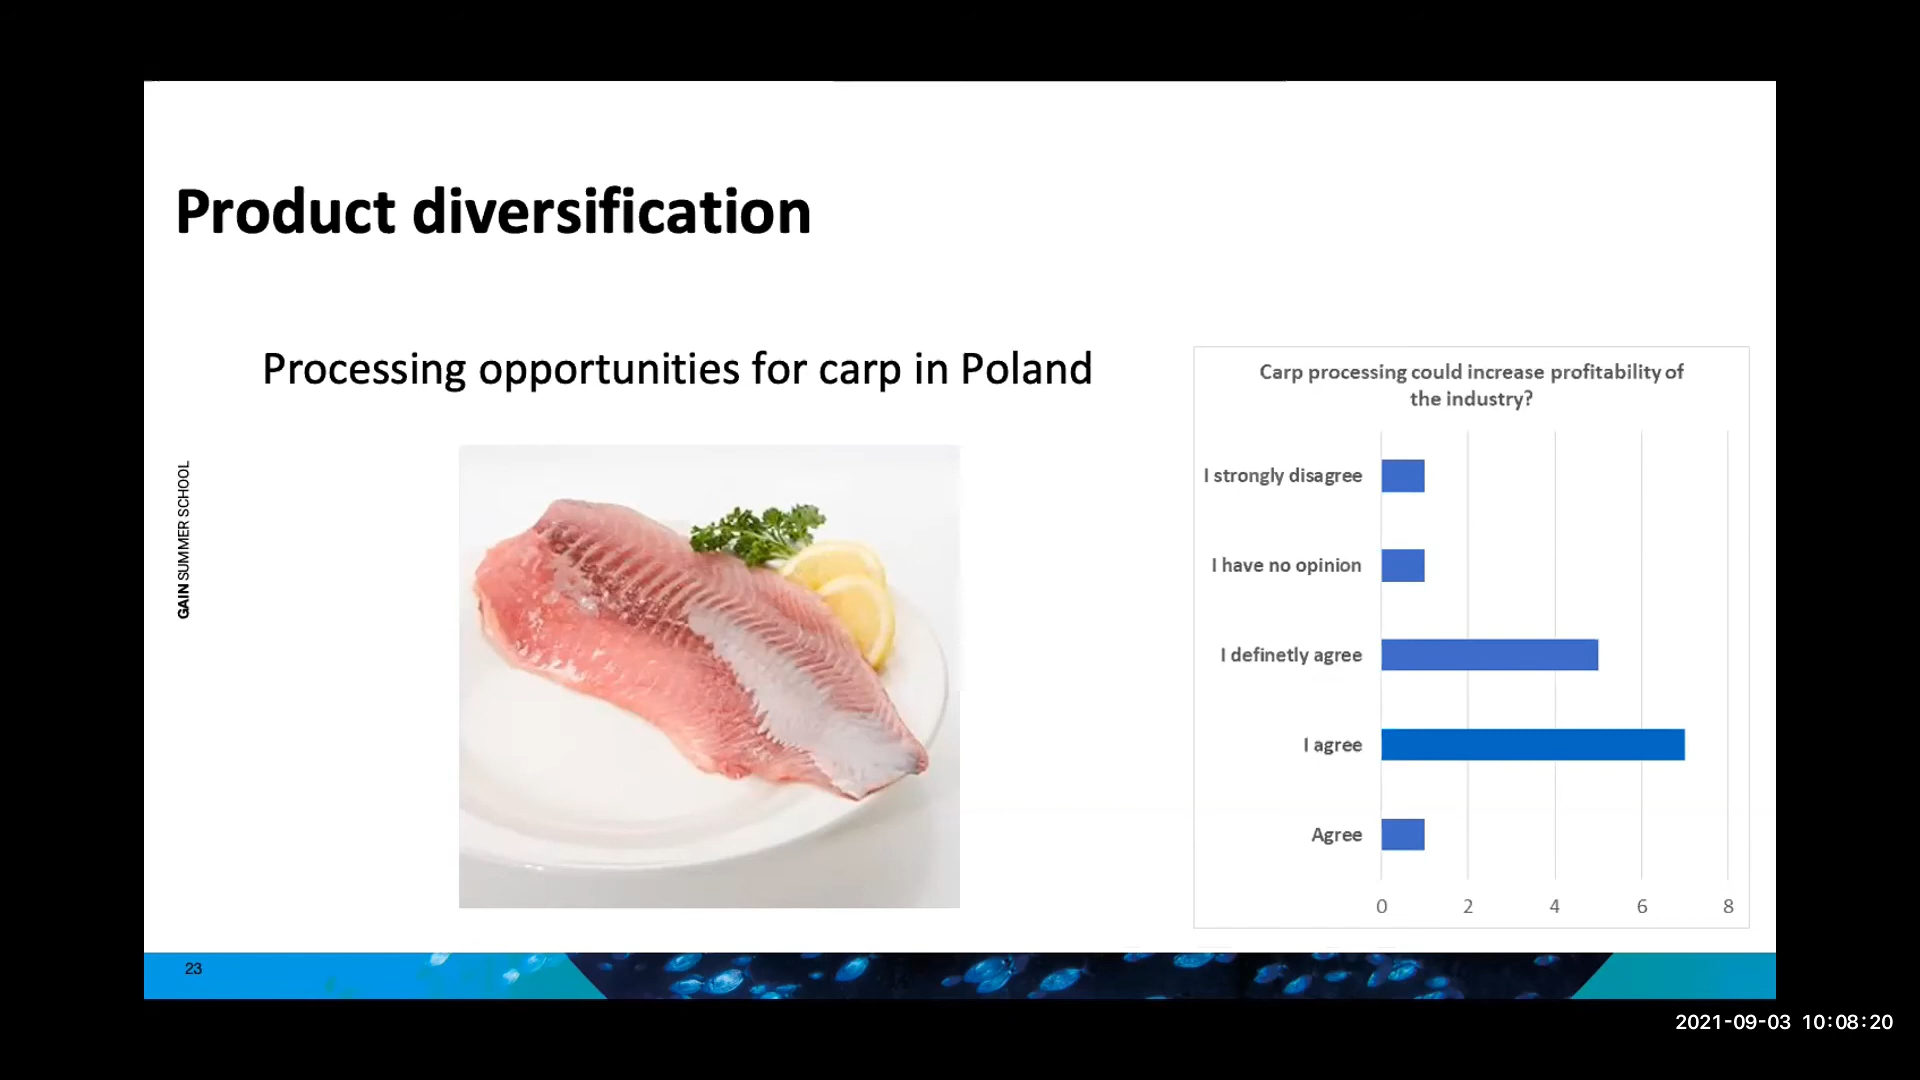 Product diversification
Processing opportunities for carp in Poland
GAIN SUMMER SCHOOL
Carp processing could increase profitability of
the industry?
I strongly disagree
I have no opinion
I definetly agree
I agree
Agree
0 2 4 6 8
23
2021-09-03 10:08:20